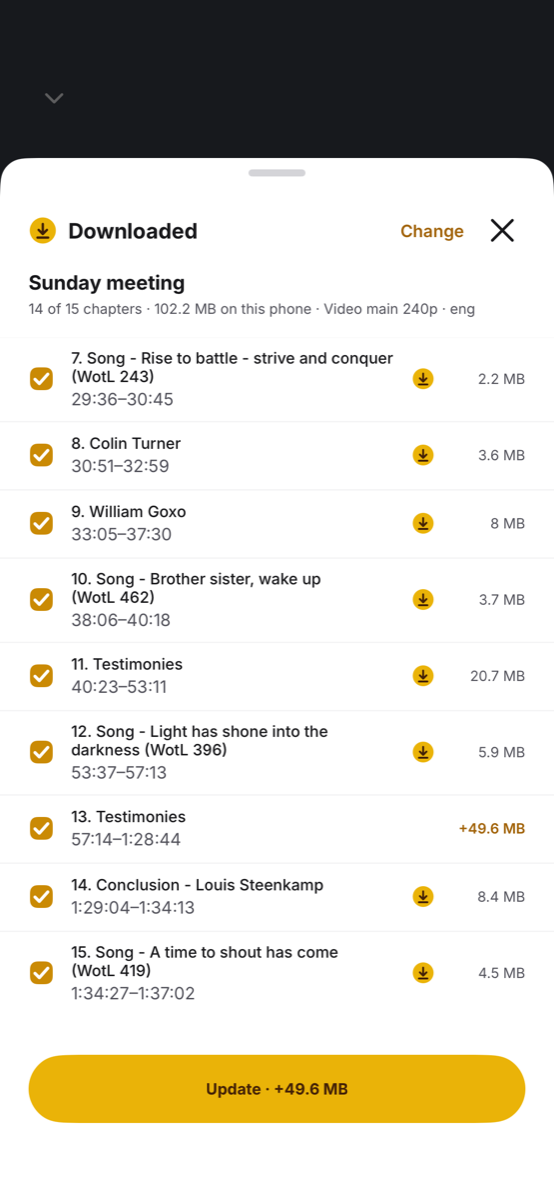 Downloaded
Change
Sunday meeting
14 of 15 chapters · 102.2 MB on this phone · Video main 240p · eng
7. Song - Rise to battle - strive and conquer
(WotL 243)
29:36–30:45
2.2 MB
8. Colin Turner
30:51–32:59
3.6 MB
9. William Goxo
33:05–37:30
8 MB
10. Song - Brother sister, wake up
(WotL 462)
38:06–40:18
3.7 MB
11. Testimonies
40:23–53:11
20.7 MB
12. Song - Light has shone into the
darkness (WotL 396)
53:37–57:13
5.9 MB
13. Testimonies
57:14–1:28:44
+49.6 MB
14. Conclusion - Louis Steenkamp
1:29:04–1:34:13
8.4 MB
15. Song - A time to shout has come
(WotL 419)
1:34:27–1:37:02
4.5 MB
Update · +49.6 MB